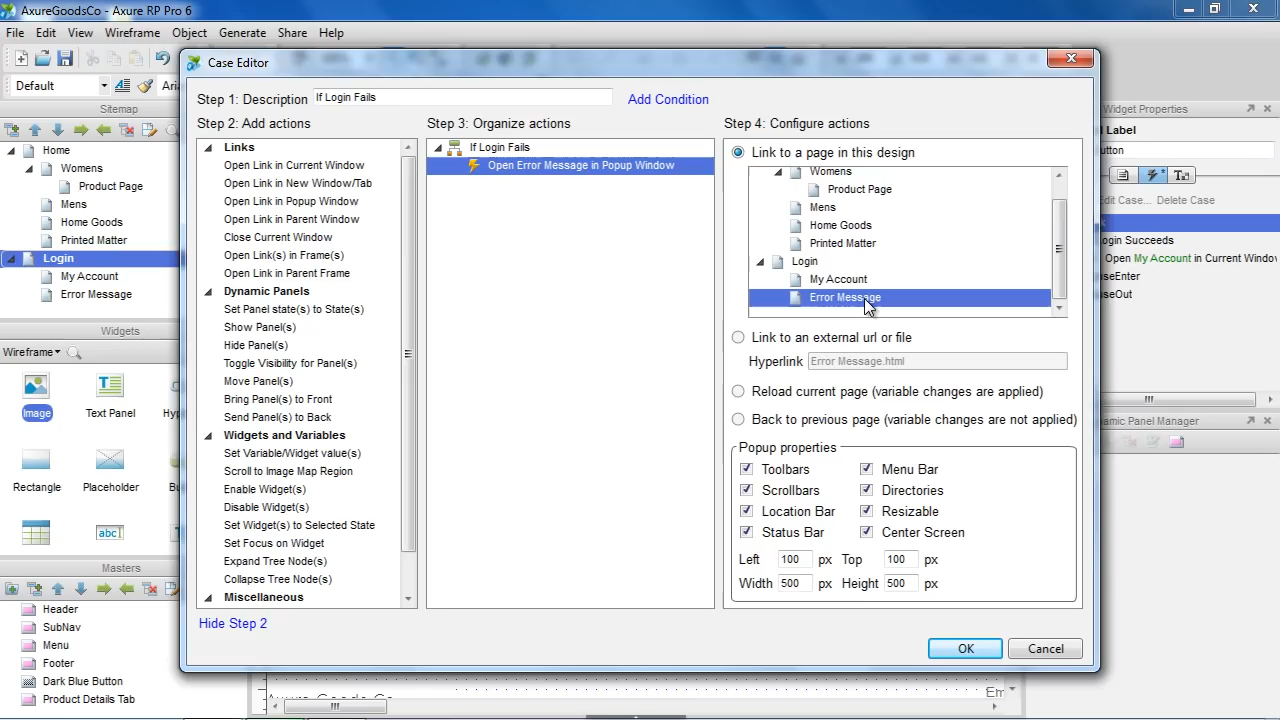 AxureGoodsCo - Axure RP Pro 6
File Edit View Wireframe Object Generate Share Help
Default
Sitemap
Home
Womens
Product Page
Mens
Home Goods
Printed Matter
Login
My Account
Error Message
Widgets
Wireframe
Image
Text Panel
Rectangle
Placeholder
Masters
Header
SubNav
Menu
Footer
Dark Blue Button
Product Details Tab
Case Editor
Step 1: Description If Login Fails Add Condition
Step 2: Add actions
Links
Open Link in Current Window
Open Link in New Window/Tab
Open Link in Popup Window
Open Link in Parent Window
Close Current Window
Open Link(s) in Frame(s)
Open Link in Parent Frame
Dynamic Panels
Set Panel state(s) to State(s)
Show Panel(s)
Hide Panel(s)
Toggle Visibility for Panel(s)
Move Panel(s)
Bring Panel(s) to Front
Send Panel(s) to Back
Widgets and Variables
Set Variable/Widget value(s)
Scroll to Image Map Region
Enable Widget(s)
Disable Widget(s)
Set Widget(s) to Selected State
Set Focus on Widget
Expand Tree Node(s)
Collapse Tree Node(s)
Miscellaneous
Hide Step 2
Step 3: Organize actions
If Login Fails
Open Error Message in Popup Window
Step 4: Configure actions
Link to a page in this design
Womens
Product Page
Mens
Home Goods
Printed Matter
Login
My Account
Error Message
Link to an external url or file
Hyperlink Error Message.html
Reload current page (variable changes are applied)
Back to previous page (variable changes are not applied)
Popup properties
Toolbars Menu Bar
Scrollbars Directories
Location Bar Resizable
Status Bar Center Screen
Left 100 px Top 100 px
Width 500 px Height 500 px
OK Cancel
Widget Properties
Label
utton
Edit Case... Delete Case
ogin Succeeds
Open My Account in Current Windo
useEnter
useOut
amic Panel Manager
Em